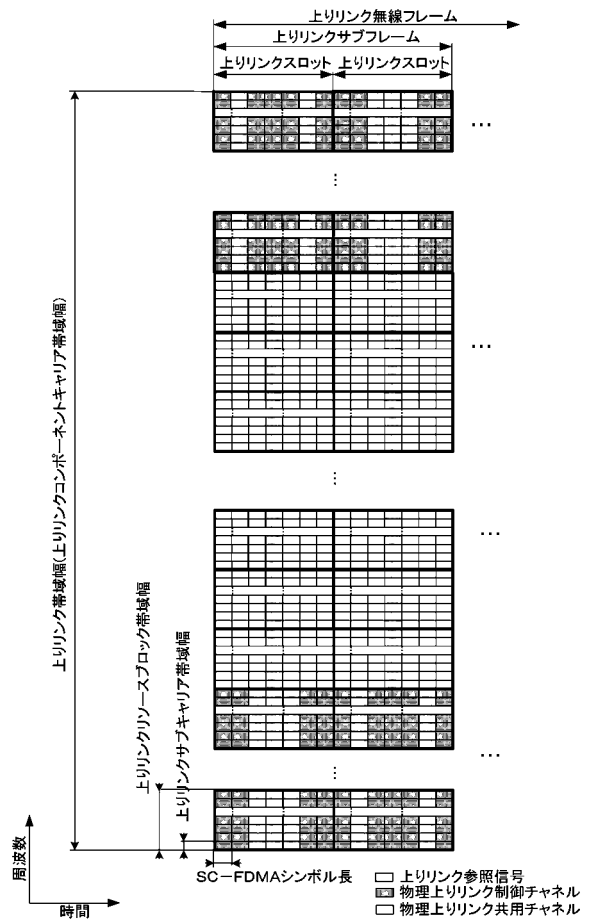 上りリンク無線フレーム
上りリンクサブフレーム
上りリンクスロット 上りリンクスロット
...
...
...
...
...
...
...
...
上りリンク帯域幅(上りリンクコンポーネントキャリア帯域幅)
上りリンクリソースブロック帯域幅
上りリンクサブキャリア帯域幅
周波数
時間
SC-FDMAシンボル長
上りリンク参照信号
物理上りリンク制御チャネル
物理上りリンク共用チャネル